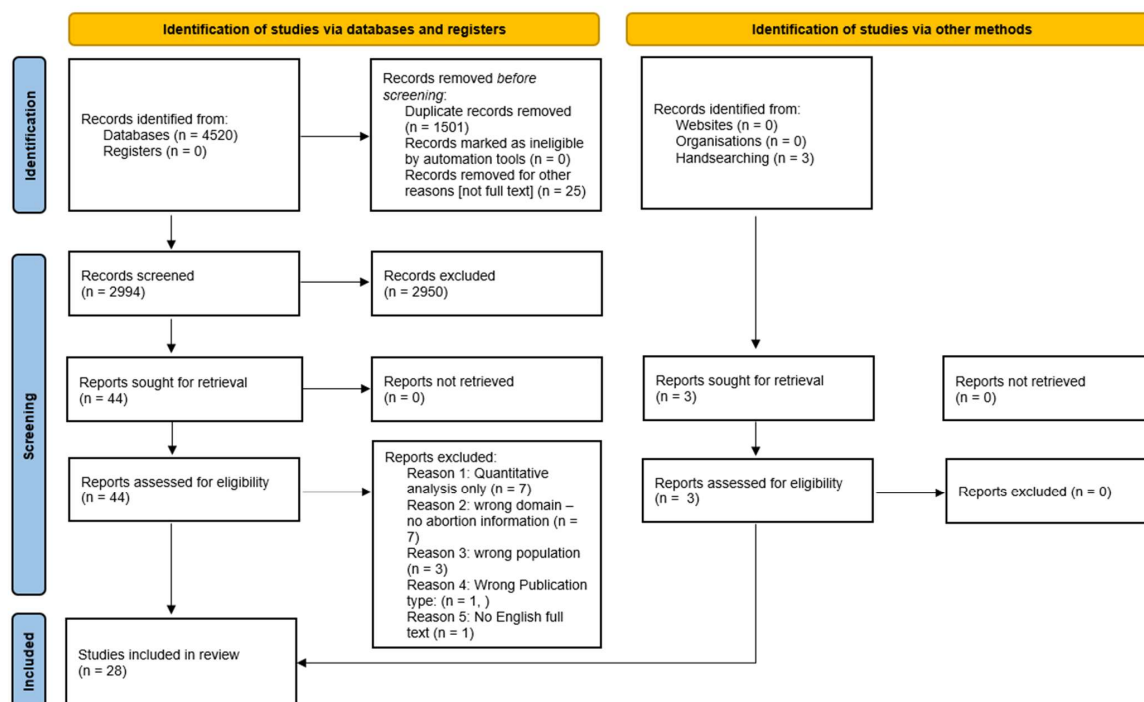 Identification of studies via databases and registers
Identification of studies via other methods
Identification
Records identified from:
Databases (n = 4520)
Registers (n = 0)
Records removed before
screening:
Duplicate records removed
(n = 1501)
Records marked as ineligible
by automation tools (n = 0)
Records removed for other
reasons [not full text] (n = 25)
Records identified from:
Websites (n = 0)
Organisations (n = 0)
Handsearching (n = 3)
Screening
Records screened
(n = 2994)
Records excluded
(n = 2950)
Reports sought for retrieval
(n = 44)
Reports not retrieved
(n = 0)
Reports sought for retrieval
(n = 3)
Reports not retrieved
(n = 0)
Reports assessed for eligibility
(n = 44)
Reports excluded:
Reason 1: Quantitative
analysis only (n = 7)
Reason 2: wrong domain –
no abortion information (n =
7)
Reason 3: wrong population
(n = 3)
Reason 4: Wrong Publication
type: (n = 1, )
Reason 5: No English full
text (n = 1)
Reports assessed for eligibility
(n = 3)
Reports excluded (n = 0)
Included
Studies included in review
(n = 28)